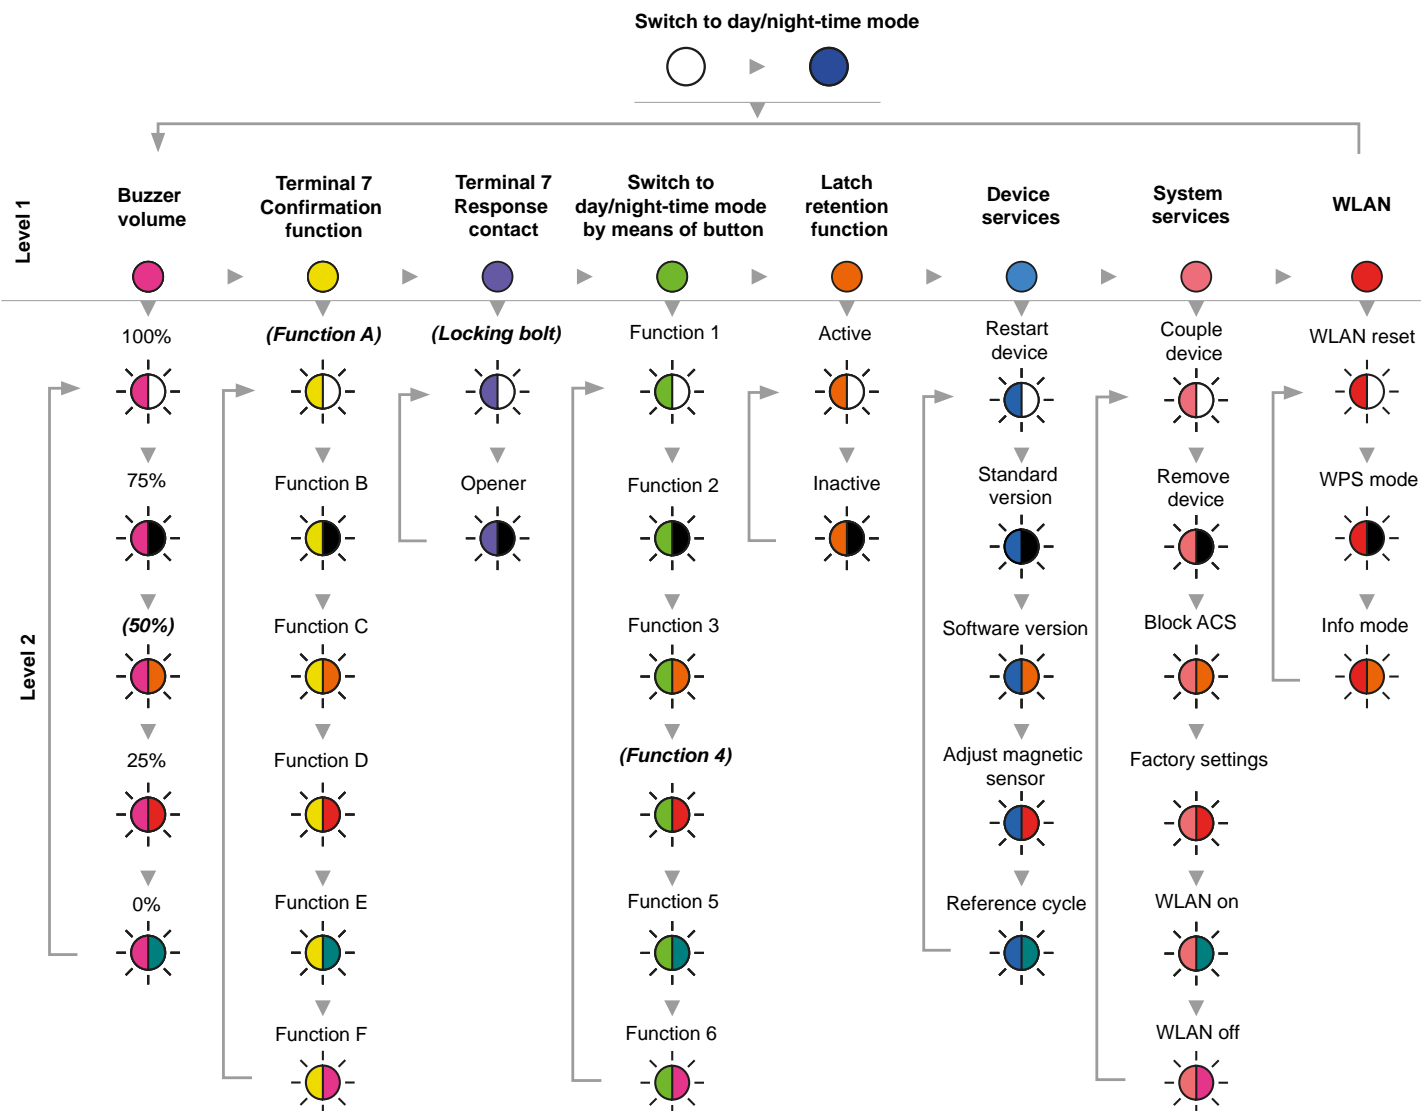 Switch to day/night-time mode
Level 1
Buzzer
volume
Terminal 7
Confirmation
function
Terminal 7
Response
contact
Switch to
day/night-time mode
by means of button
Latch
retention
function
Device
services
System
services
WLAN
Level 2
100%
75%
(50%)
25%
0%
(Function A)
Function B
Function C
Function D
Function E
Function F
(Locking bolt)
Opener
Function 1
Function 2
Function 3
(Function 4)
Function 5
Function 6
Active
Inactive
Restart
device
Standard
version
Software version
Adjust magnetic
sensor
Reference cycle
Couple
device
Remove
device
Block ACS
Factory settings
WLAN on
WLAN off
WLAN reset
WPS mode
Info mode